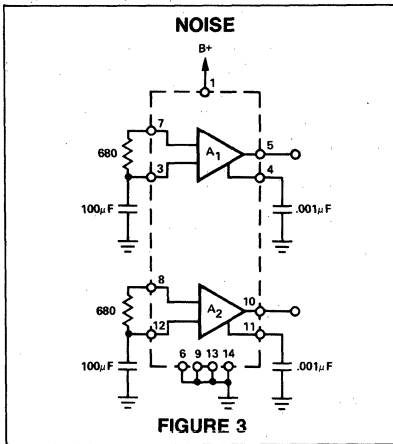 NOISE
B+
1
7
5
680
A1
3
4
100μF
.001μF
8
10
680
A2
12
11
100μF
6 9 13 14
.001μF
FIGURE 3